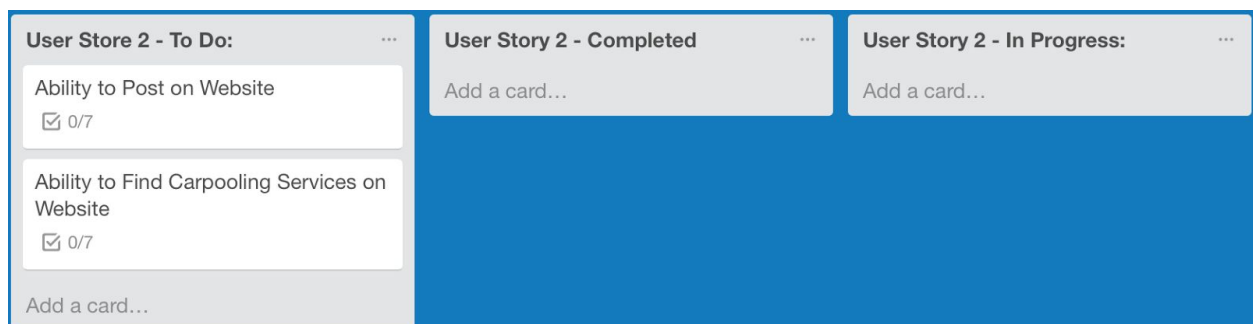 User Store 2 - To Do:
Ability to Post on Website
0/7
Ability to Find Carpooling Services on
Website
0/7
Add a card…
User Story 2 - Completed
Add a card…
User Story 2 - In Progress:
Add a card…